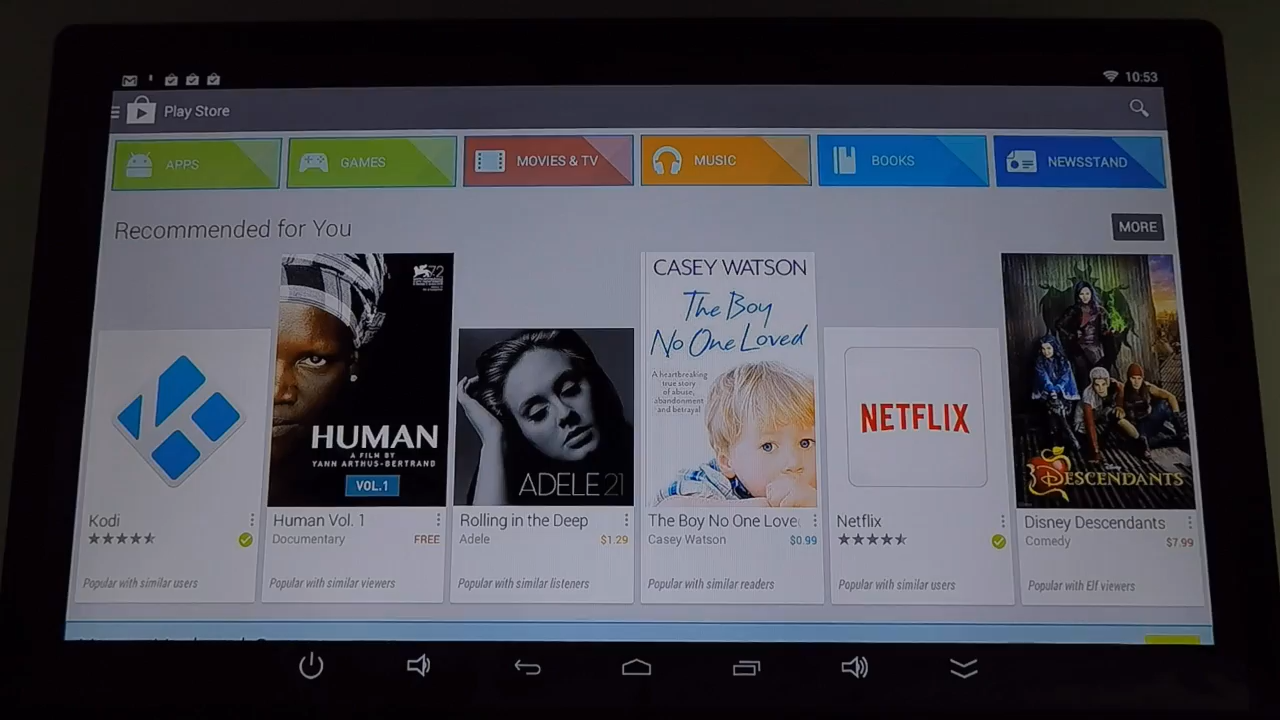 10:53
Play Store
APPS
GAMES
MOVIES & TV
MUSIC
BOOKS
NEWSSTAND
Recommended for You
MORE
72
HUMAN
A FILM BY
YANN ARTHUS-BERTRAND
VOL.1
ADELE 21
CASEY WATSON
The Boy
No One Loved
A heartbreaking
true story
of abuse,
abandonment
and betrayal
NETFLIX
Disney
DESCENDANTS
Kodi
Popular with similar users
Human Vol. 1
Documentary
FREE
Popular with similar viewers
Rolling in the Deep
Adele
$1.29
Popular with similar listeners
The Boy No One Love
Casey Watson
$0.99
Popular with similar readers
Netflix
Popular with similar users
Disney Descendants
Comedy
$7.99
Popular with Elf viewers